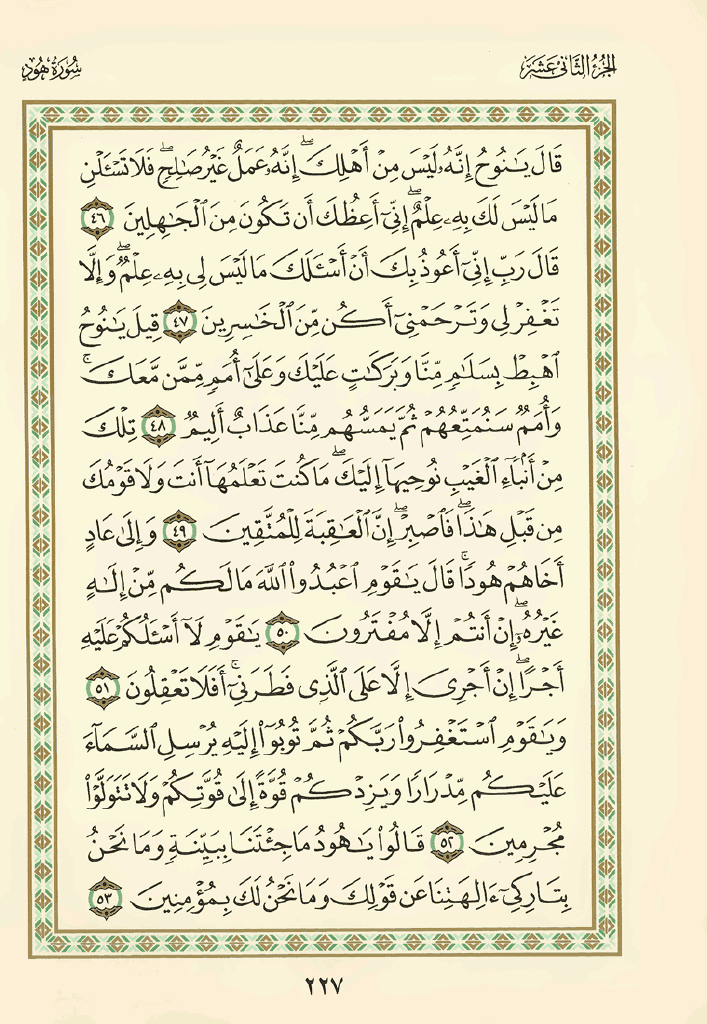 الجزء الثاني عشر
سورة هود
قَالَ يَٰنُوحُ إِنَّهُۥ لَيْسَ مِنْ أَهْلِكَ ۖ إِنَّهُۥ عَمَلٌ غَيْرُ صَٰلِحٍ ۖ فَلَا تَسْـَٔلْنِ
مَا لَيْسَ لَكَ بِهِۦ عِلْمٌ ۖ إِنِّىٓ أَعِظُكَ أَن تَكُونَ مِنَ ٱلْجَٰهِلِينَ ٤٦
قَالَ رَبِّ إِنِّىٓ أَعُوذُ بِكَ أَنْ أَسْـَٔلَكَ مَا لَيْسَ لِى بِهِۦ عِلْمٌ ۖ وَإِلَّا
تَغْفِرْ لِى وَتَرْحَمْنِىٓ أَكُن مِّنَ ٱلْخَٰسِرِينَ ٤٧ قِيلَ يَٰنُوحُ
ٱهْبِطْ بِسَلَٰمٍ مِّنَّا وَبَرَكَٰتٍ عَلَيْكَ وَعَلَىٰٓ أُمَمٍ مِّمَّن مَّعَكَ ۚ
وَأُمَمٌ سَنُمَتِّعُهُمْ ثُمَّ يَمَسُّهُم مِّنَّا عَذَابٌ أَلِيمٌ ٤٨ تِلْكَ
مِنْ أَنۢبَآءِ ٱلْغَيْبِ نُوحِيهَآ إِلَيْكَ ۖ مَا كُنتَ تَعْلَمُهَآ أَنتَ وَلَا قَوْمُكَ
مِن قَبْلِ هَٰذَا ۖ فَٱصْبِرْ ۖ إِنَّ ٱلْعَٰقِبَةَ لِلْمُتَّقِينَ ٤٩ وَإِلَىٰ عَادٍ
أَخَاهُمْ هُودًا ۚ قَالَ يَٰقَوْمِ ٱعْبُدُوا۟ ٱللَّهَ مَا لَكُم مِّنْ إِلَٰهٍ
غَيْرُهُۥٓ ۖ إِنْ أَنتُمْ إِلَّا مُفْتَرُونَ ٥٠ يَٰقَوْمِ لَآ أَسْـَٔلُكُمْ عَلَيْهِ
أَجْرًا ۖ إِنْ أَجْرِىَ إِلَّا عَلَى ٱلَّذِى فَطَرَنِىٓ ۚ أَفَلَا تَعْقِلُونَ ٥١
وَيَٰقَوْمِ ٱسْتَغْفِرُوا۟ رَبَّكُمْ ثُمَّ تُوبُوٓا۟ إِلَيْهِ يُرْسِلِ ٱلسَّمَآءَ
عَلَيْكُم مِّدْرَارًا وَيَزِدْكُمْ قُوَّةً إِلَىٰ قُوَّتِكُمْ وَلَا تَتَوَلَّوْا۟
مُجْرِمِينَ ٥٢ قَالُوا۟ يَٰهُودُ مَا جِئْتَنَا بِبَيِّنَةٍ وَمَا نَحْنُ
بِتَارِكِىٓ ءَالِهَتِنَا عَن قَوْلِكَ وَمَا نَحْنُ لَكَ بِمُؤْمِنِينَ ٥٣
٢٢٧